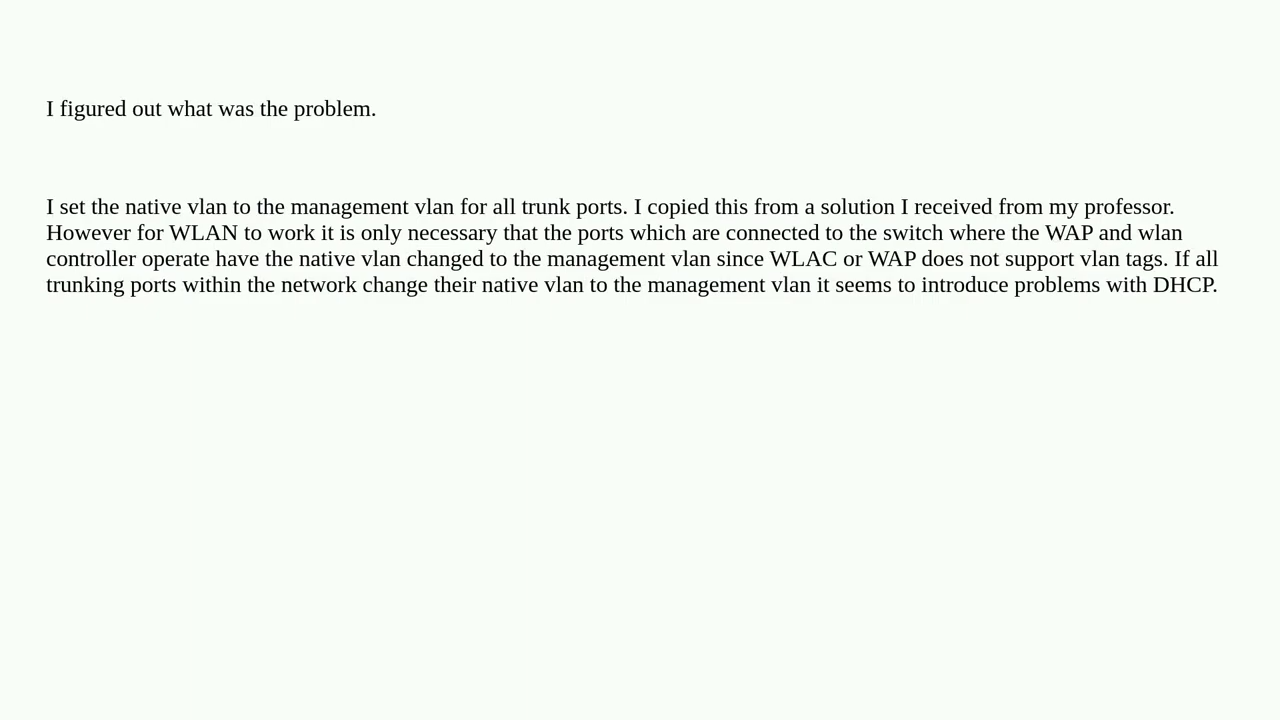 I figured out what was the problem.
I set the native vlan to the management vlan for all trunk ports. I copied this from a solution I received from my professor.
However for WLAN to work it is only necessary that the ports which are connected to the switch where the WAP and wlan
controller operate have the native vlan changed to the management vlan since WLAC or WAP does not support vlan tags. If all
trunking ports within the network change their native vlan to the management vlan it seems to introduce problems with DHCP.